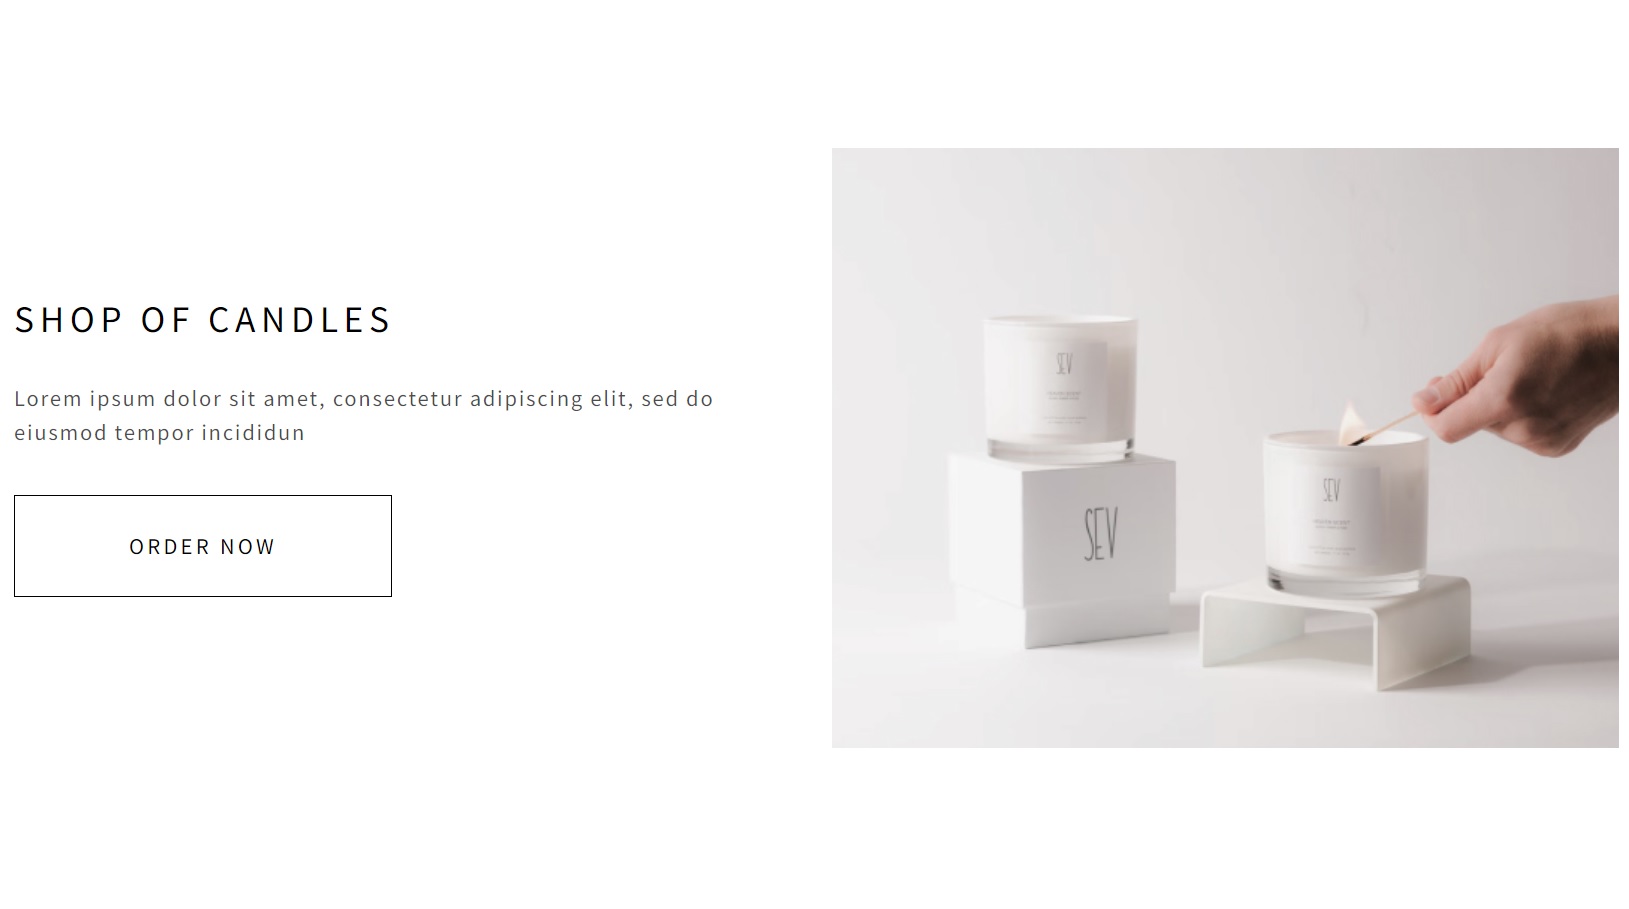 SHOP OF CANDLES
Lorem ipsum dolor sit amet, consectetur adipiscing elit, sed do
eiusmod tempor incididun
ORDER NOW
SEV
SEV
SEV